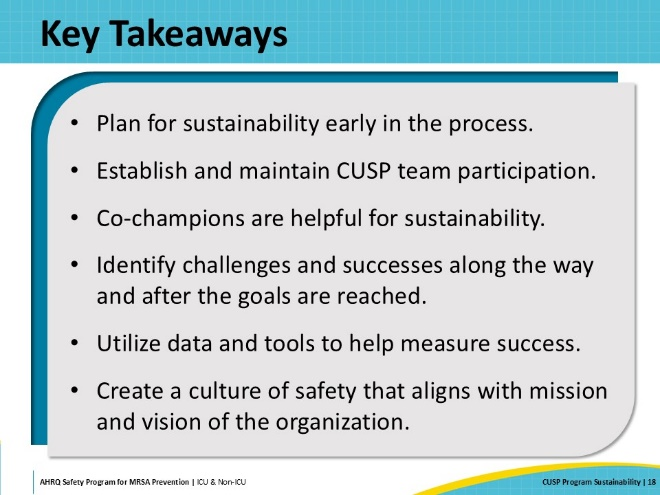 Key Takeaways
• Plan for sustainability early in the process.
• Establish and maintain CUSP team participation.
• Co-champions are helpful for sustainability.
• Identify challenges and successes along the way
and after the goals are reached.
• Utilize data and tools to help measure success.
• Create a culture of safety that aligns with mission
and vision of the organization.
AHRQ Safety Program for MRSA Prevention | ICU & Non-ICU
CUSP Program Sustainability | 18